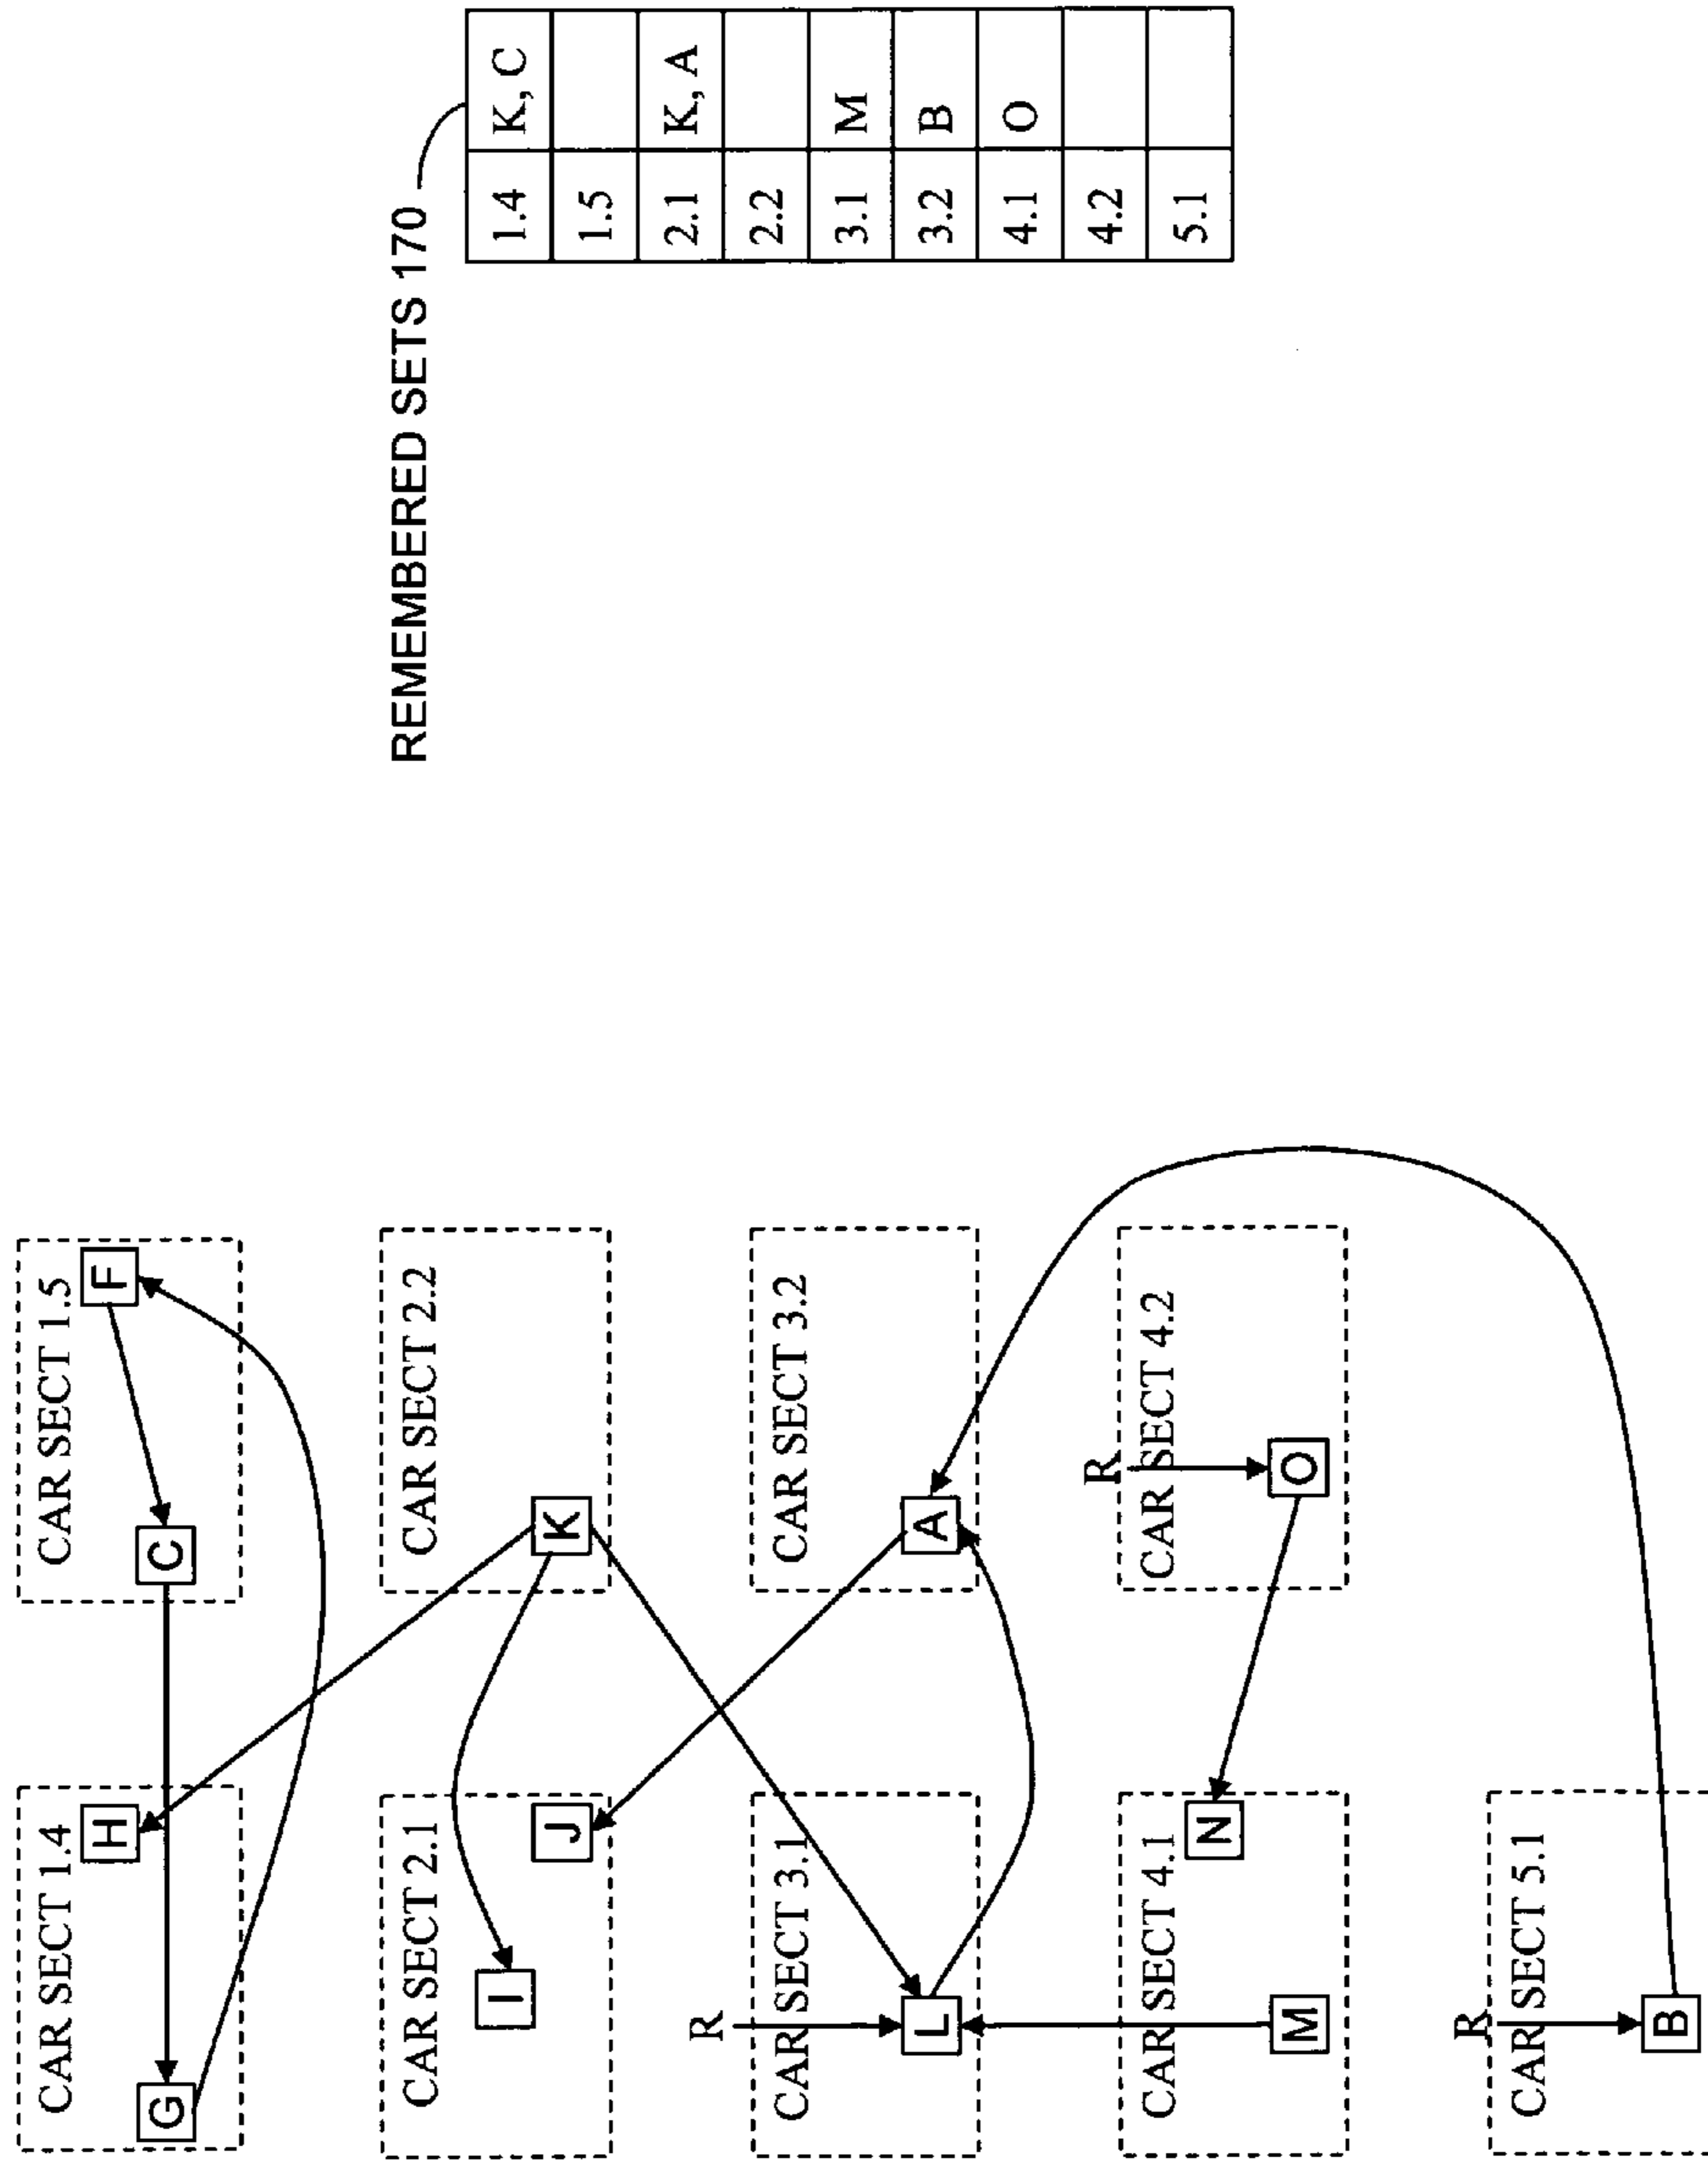 CAR SECT 1.4
H
G
CAR SECT 1.5
F
C
CAR SECT 2.1
I
J
CAR SECT 2.2
K
R
CAR SECT 3.1
L
CAR SECT 3.2
A
CAR SECT 4.1
N
M
R
CAR SECT 4.2
O
R
CAR SECT 5.1
B
REMEMBERED SETS 170
1.4 K, C
1.5
2.1 K, A
2.2
3.1 M
3.2 B
4.1 O
4.2
5.1